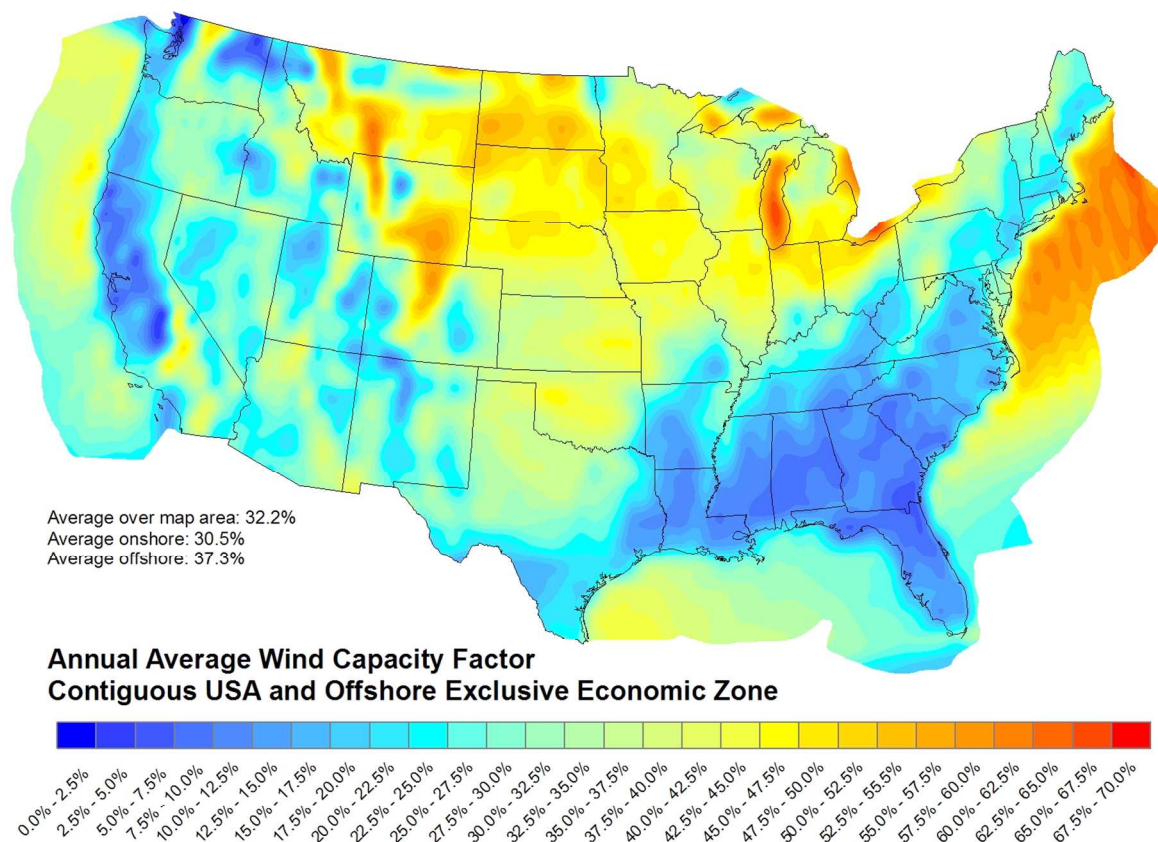 Average over map area: 32.2%
Average onshore: 30.5%
Average offshore: 37.3%
Annual Average Wind Capacity Factor
Contiguous USA and Offshore Exclusive Economic Zone
0.0% - 2.5%
2.5% - 5.0%
5.0% - 7.5%
7.5% - 10.0%
10.0% - 12.5%
12.5% - 15.0%
15.0% - 17.5%
17.5% - 20.0%
20.0% - 22.5%
22.5% - 25.0%
25.0% - 27.5%
27.5% - 30.0%
30.0% - 32.5%
32.5% - 35.0%
35.0% - 37.5%
37.5% - 40.0%
40.0% - 42.5%
42.5% - 45.0%
45.0% - 47.5%
47.5% - 50.0%
50.0% - 52.5%
52.5% - 55.5%
55.0% - 57.5%
57.5% - 60.0%
60.0% - 62.5%
62.5% - 65.0%
65.0% - 67.5%
67.5% - 70.0%